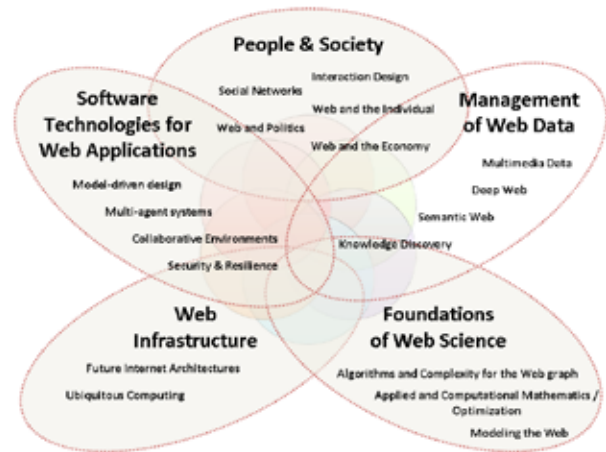 People & Society
Interaction Design
Social Networks
Web and the Individual
Web and Politics
Web and the Economy
Software
Technologies for
Web Applications
Model-driven design
Multi-agent systems
Collaborative Environments
Security & Resilience
Management
of Web Data
Multimedia Data
Deep Web
Semantic Web
Knowledge Discovery
Web
Infrastructure
Future Internet Architectures
Ubiquitous Computing
Foundations
of Web Science
Algorithms and Complexity for the Web graph
Applied and Computational Mathematics /
Optimization
Modeling the Web